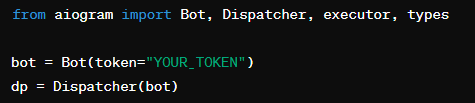 from aiogram import Bot, Dispatcher, executor, types
bot = Bot(token="YOUR_TOKEN")
dp = Dispatcher(bot)